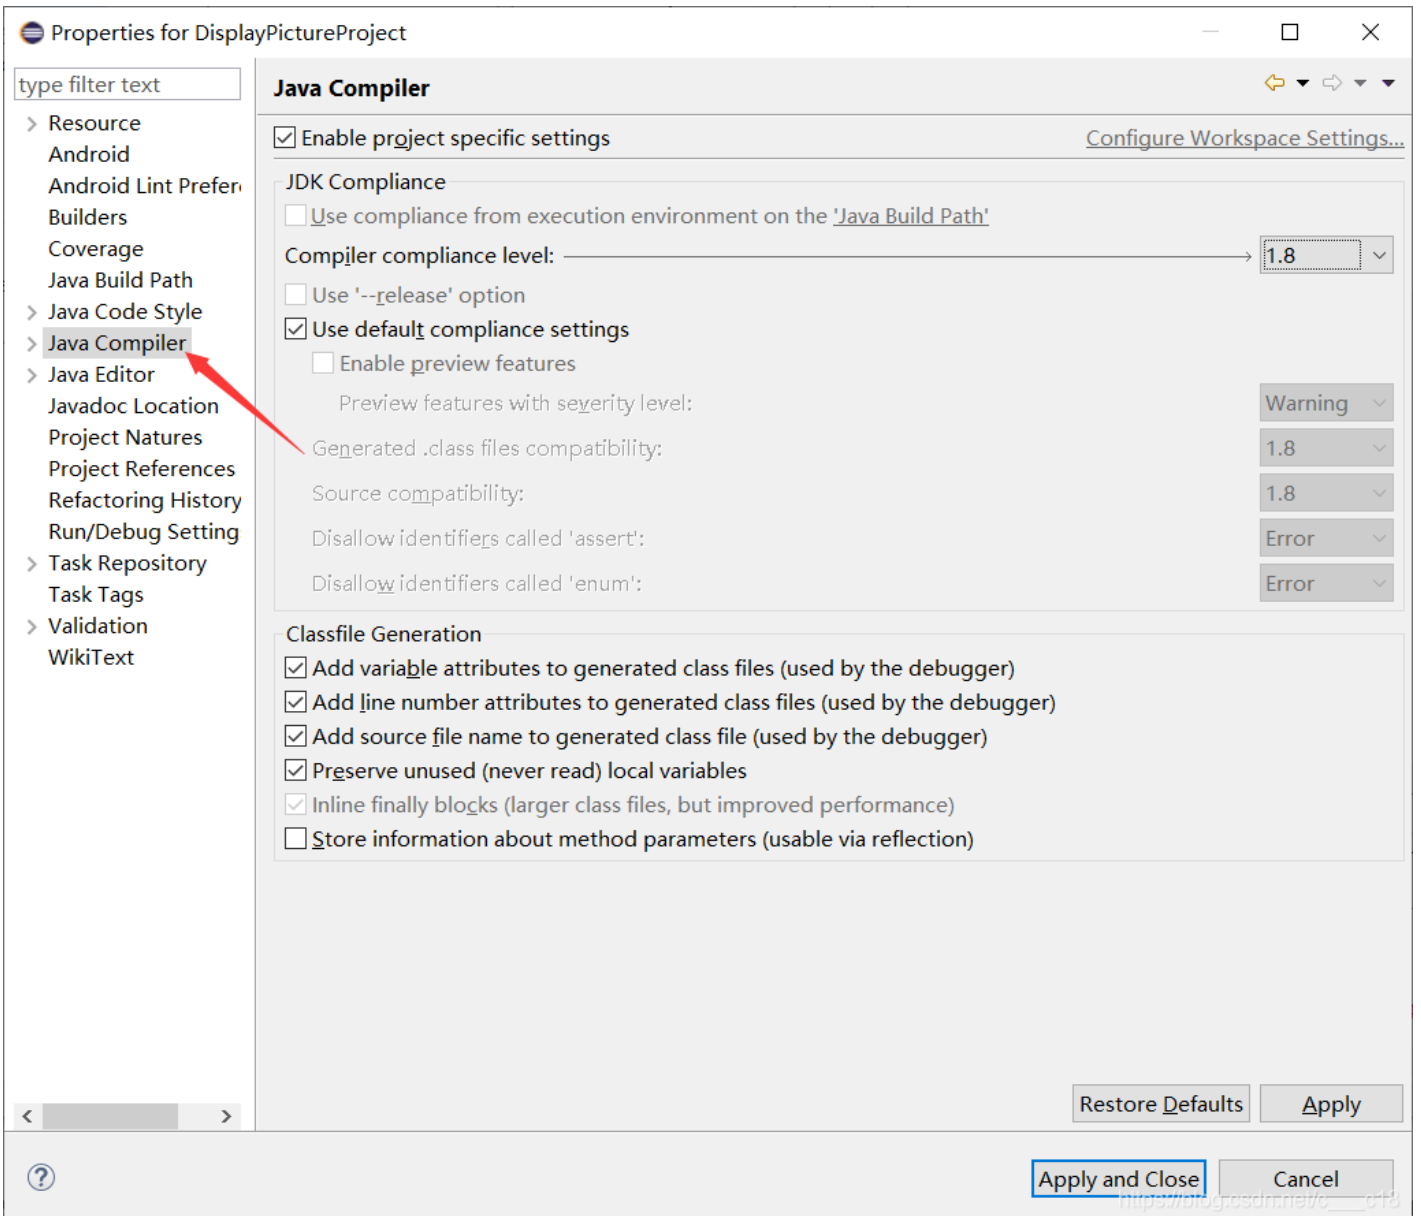 Properties for DisplayPictureProject
type filter text
Resource
Android
Android Lint Prefer
Builders
Coverage
Java Build Path
Java Code Style
Java Compiler
Java Editor
Javadoc Location
Project Natures
Project References
Refactoring History
Run/Debug Setting
Task Repository
Task Tags
Validation
WikiText
Java Compiler
Enable project specific settings
Configure Workspace Settings...
JDK Compliance
Use compliance from execution environment on the 'Java Build Path'
Compiler compliance level: 1.8
Use '--release' option
Use default compliance settings
Enable preview features
Preview features with severity level: Warning
Generated .class files compatibility: 1.8
Source compatibility: 1.8
Disallow identifiers called 'assert': Error
Disallow identifiers called 'enum': Error
Classfile Generation
Add variable attributes to generated class files (used by the debugger)
Add line number attributes to generated class files (used by the debugger)
Add source file name to generated class file (used by the debugger)
Preserve unused (never read) local variables
Inline finally blocks (larger class files, but improved performance)
Store information about method parameters (usable via reflection)
Restore Defaults
Apply
?
Apply and Close
Cancel